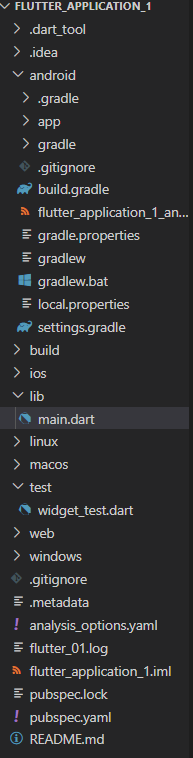 FLUTTER_APPLICATION_1
.dart_tool
.idea
android
.gradle
app
gradle
.gitignore
build.gradle
flutter_application_1_an...
gradle.properties
gradlew
gradlew.bat
local.properties
settings.gradle
build
ios
lib
main.dart
linux
macos
test
widget_test.dart
web
windows
.gitignore
.metadata
analysis_options.yaml
flutter_01.log
flutter_application_1.iml
pubspec.lock
pubspec.yaml
README.md